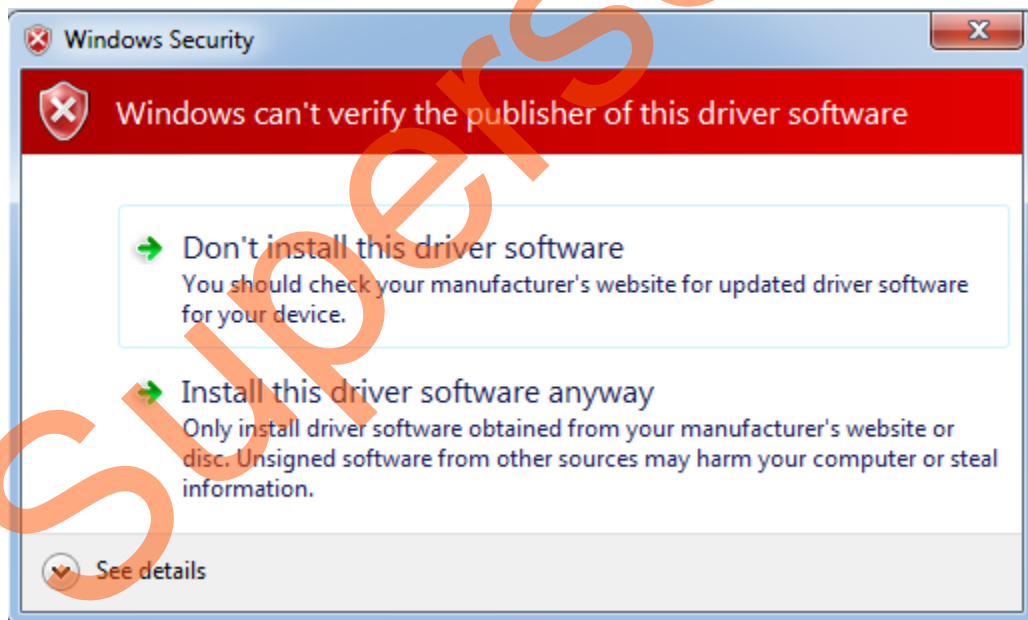 Windows Security
Windows can't verify the publisher of this driver software
Don't install this driver software
You should check your manufacturer's website for updated driver software
for your device.
Install this driver software anyway
Only install driver software obtained from your manufacturer's website or
disc. Unsigned software from other sources may harm your computer or steal
information.
See details
Supers